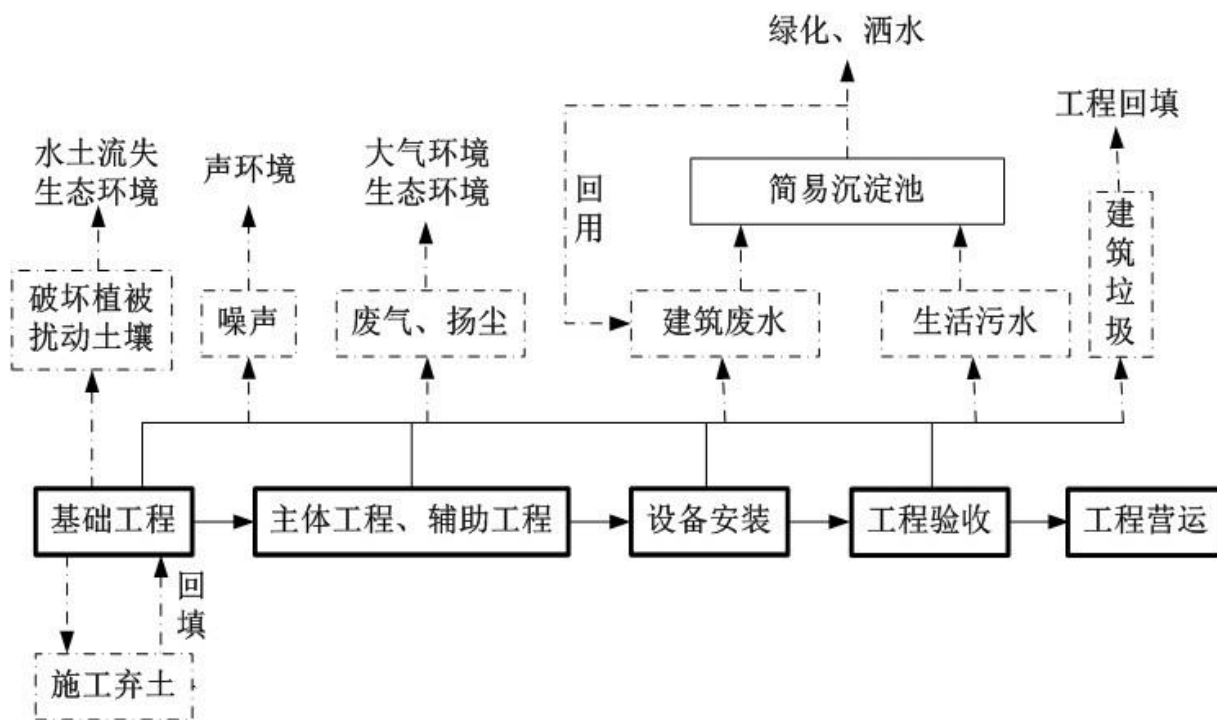 绿化、洒水
工程回填
水土流失
生态环境
声环境
大气环境
生态环境
回用
简易沉淀池
建筑垃圾
破坏植被
扰动土壤
噪声
废气、扬尘
建筑废水
生活污水
基础工程
主体工程、辅助工程
设备安装
工程验收
工程营运
回填
施工弃土